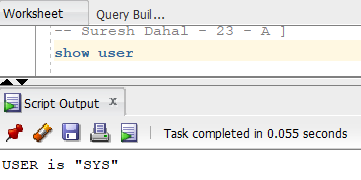 Worksheet Query Buil...
-- Suresh Dahal - 23 - A ]
show user
Script Output x
Task completed in 0.055 seconds
USER is "SYS"